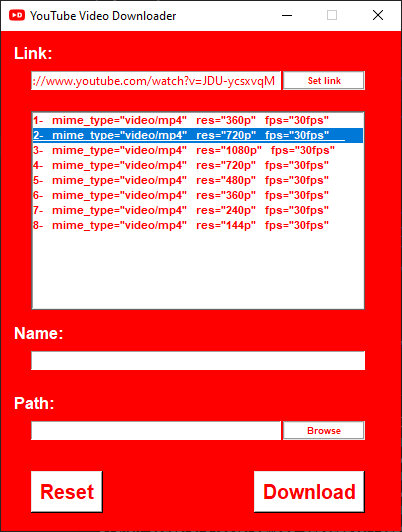 YouTube Video Downloader
Link:
://www.youtube.com/watch?v=JDU-ycsxvqM Set link
1- mime_type="video/mp4" res="360p" fps="30fps"
2- mime_type="video/mp4" res="720p" fps="30fps"
3- mime_type="video/mp4" res="1080p" fps="30fps"
4- mime_type="video/mp4" res="720p" fps="30fps"
5- mime_type="video/mp4" res="480p" fps="30fps"
6- mime_type="video/mp4" res="360p" fps="30fps"
7- mime_type="video/mp4" res="240p" fps="30fps"
8- mime_type="video/mp4" res="144p" fps="30fps"
Name:
Path:
Browse
Reset Download